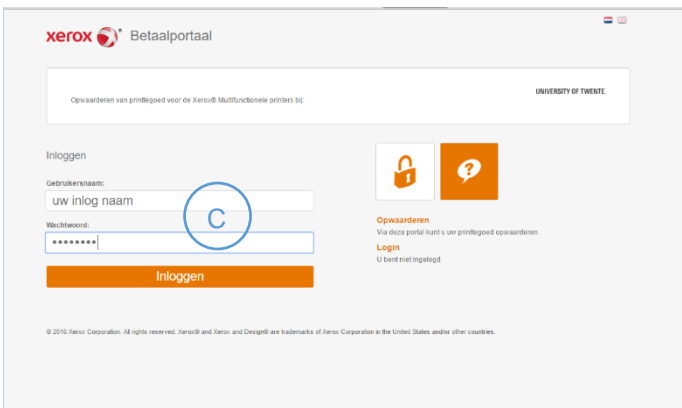 xerox Betaalportaal
UNIVERSITY OF TWENTE.
Opwaarderen van printtegoed voor de Xerox® Multifunctionele printers bij:
Inloggen
Gebruikersnaam:
uw inlog naam
Wachtwoord:
••••••••
C
Inloggen
?
Opwaarderen
Via deze portal kunt u uw printtegoed opwaarderen.
Login
U bent niet ingelogd
© 2016 Xerox Corporation. All rights reserved. Xerox® and Xerox and Design® are trademarks of Xerox Corporation in the United States and/or other countries.